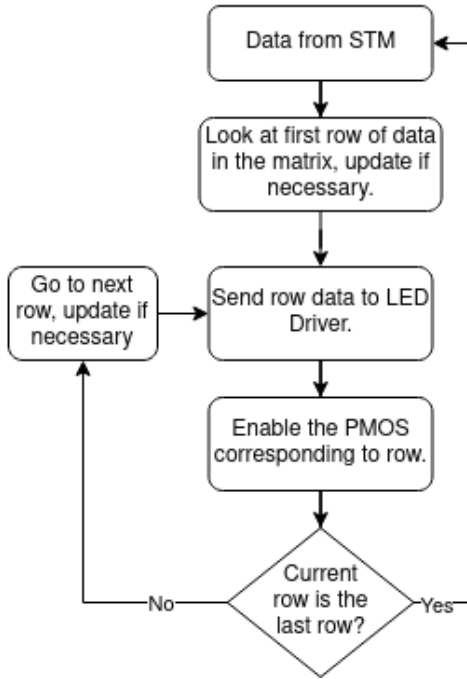 Data from STM
Look at first row of data
in the matrix, update if
necessary.
Go to next
row, update if
necessary
Send row data to LED
Driver.
Enable the PMOS
corresponding to row.
Current
row is the
last row?
No
Yes